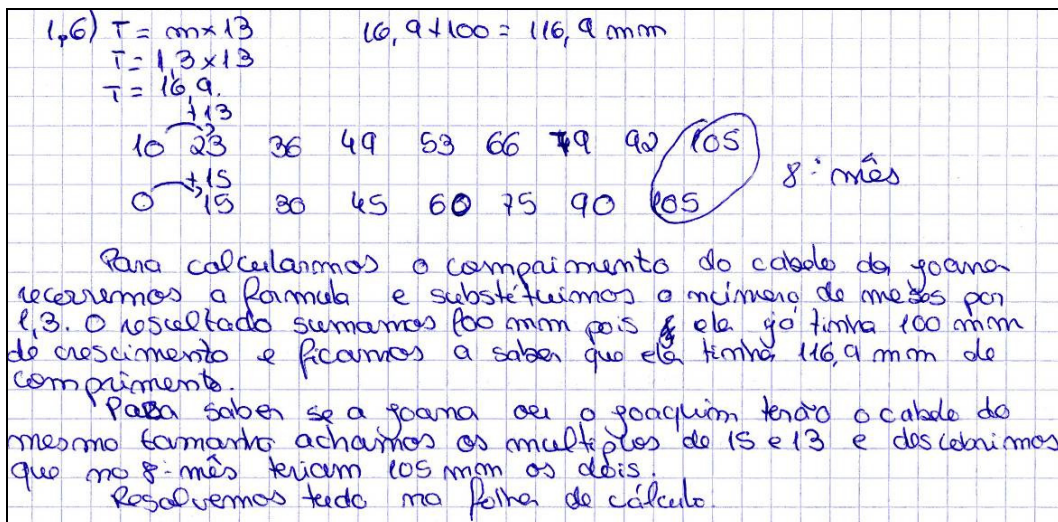 1,6) T = m×13 16,9+100 = 116,9 mm
T = 1,3×13
T = 16,9.
+13
10 23 36 49 53 66 79 92 105
+15 8º mês
0 15 30 45 60 75 90 105
Para calcularmos o comprimento do cabelo da Joana
recorremos a formula e substituimos o número de meses por
1,3. O resultado sumamos 100 mm pois ela já tinha 100 mm
de crescimento e ficamos a saber que ela tinha 116,9 mm de
comprimento.
Para saber se a Joana ou o Joaquim terão o cabelo do
mesmo tamanho achamos os multiplos de 15 e 13 e descobrimos
que no 8º mês teriam 105 mm os dois.
Resolvemos tudo na folha de cálculo.